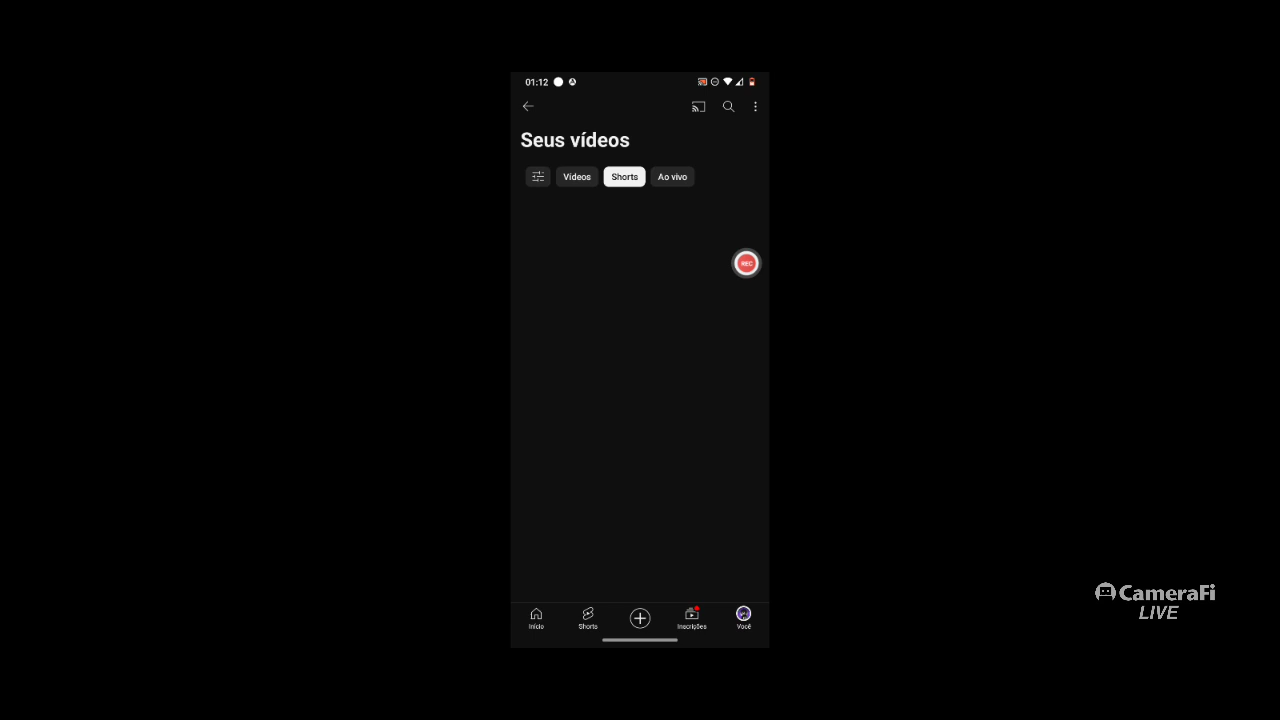 01:12
Seus vídeos
Vídeos
Shorts
Ao vivo
REC
Início
Shorts
Inscrições
Você
CameraFi
LIVE